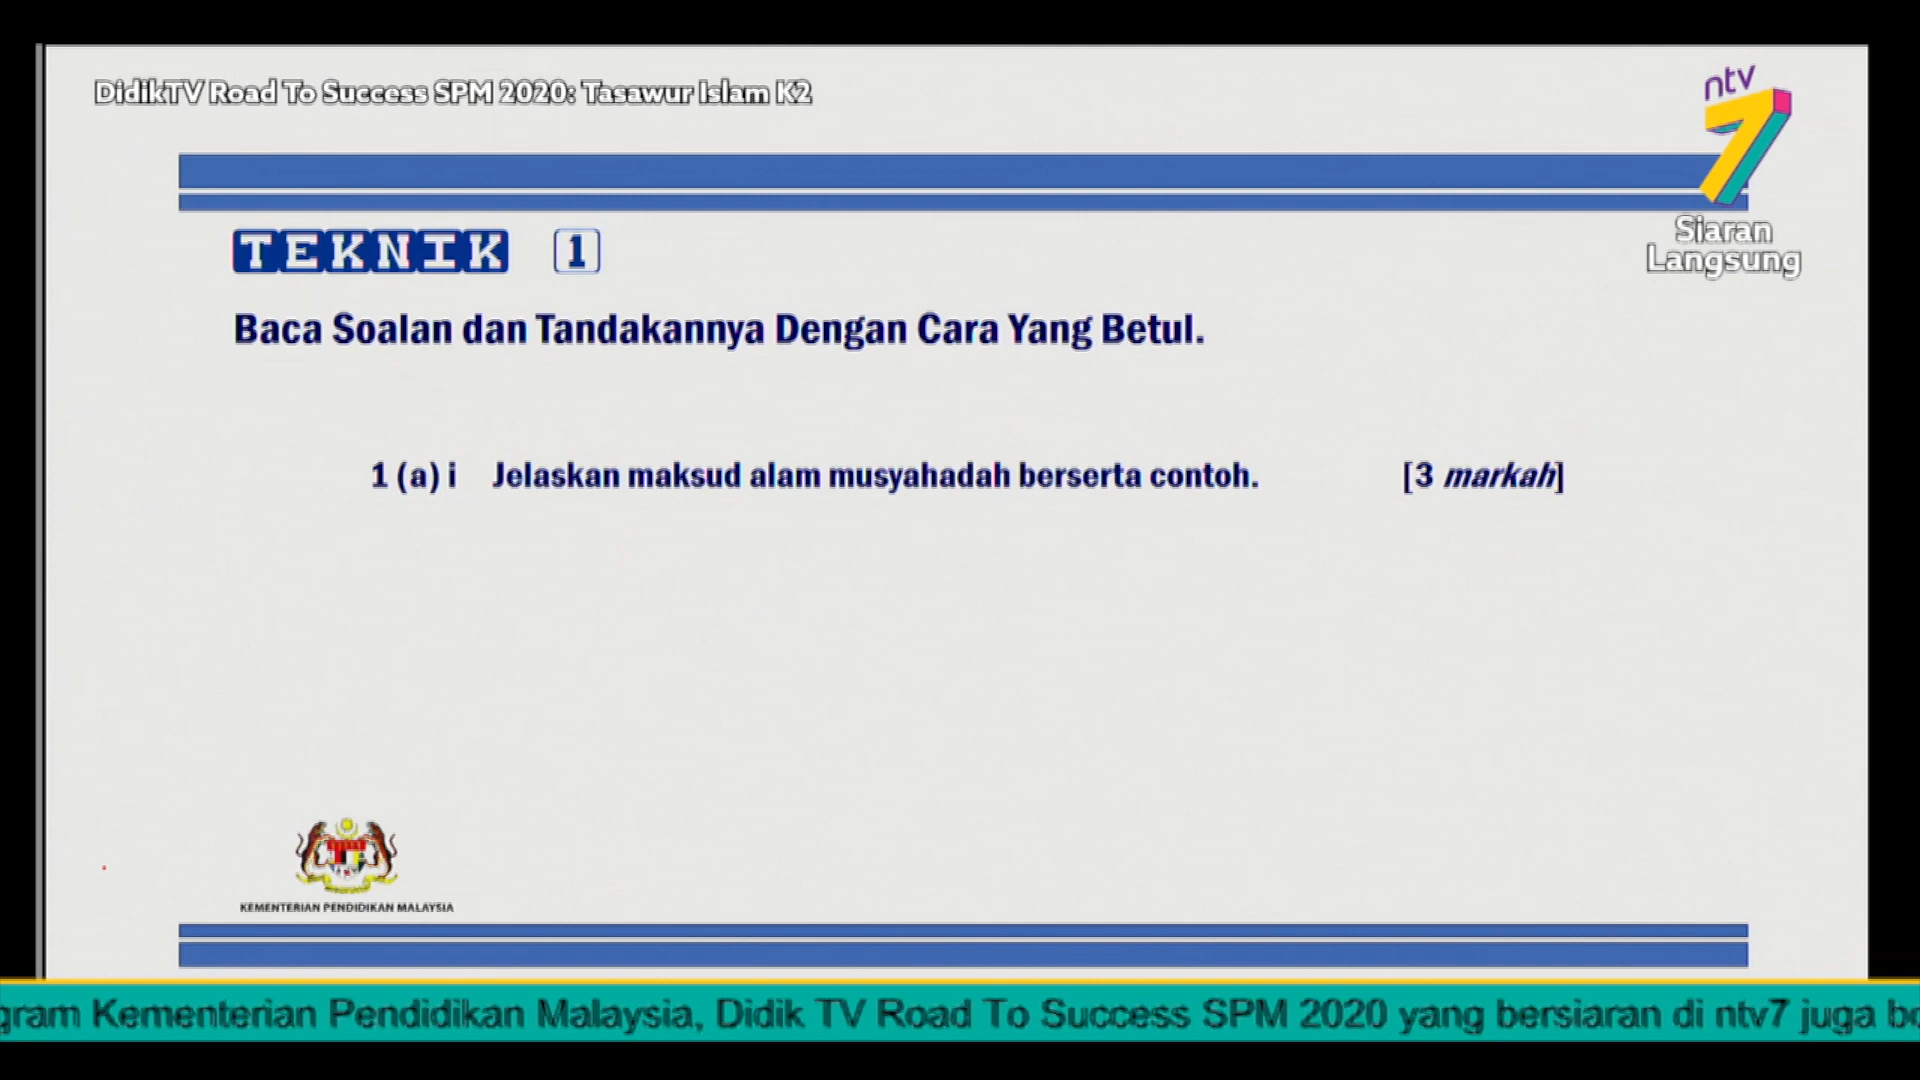 DidikTV Road To Success SPM 2020: Tasawur Islam K2
ntv
7
Siaran
Langsung
TEKNIK 1
Baca Soalan dan Tandakannya Dengan Cara Yang Betul.
1 (a) i Jelaskan maksud alam musyahadah berserta contoh. [3 markah]
KEMENTERIAN PENDIDIKAN MALAYSIA
gram Kementerian Pendidikan Malaysia, Didik TV Road To Success SPM 2020 yang bersiaran di ntv7 juga bo